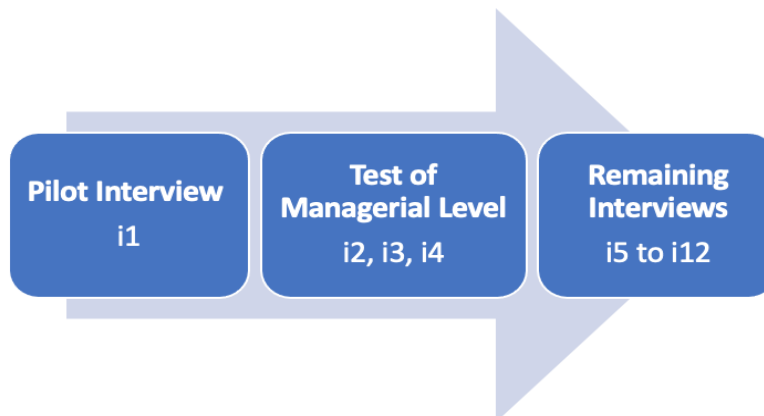 Pilot Interview
i1
Test of
Managerial Level
i2, i3, i4
Remaining
Interviews
i5 to i12